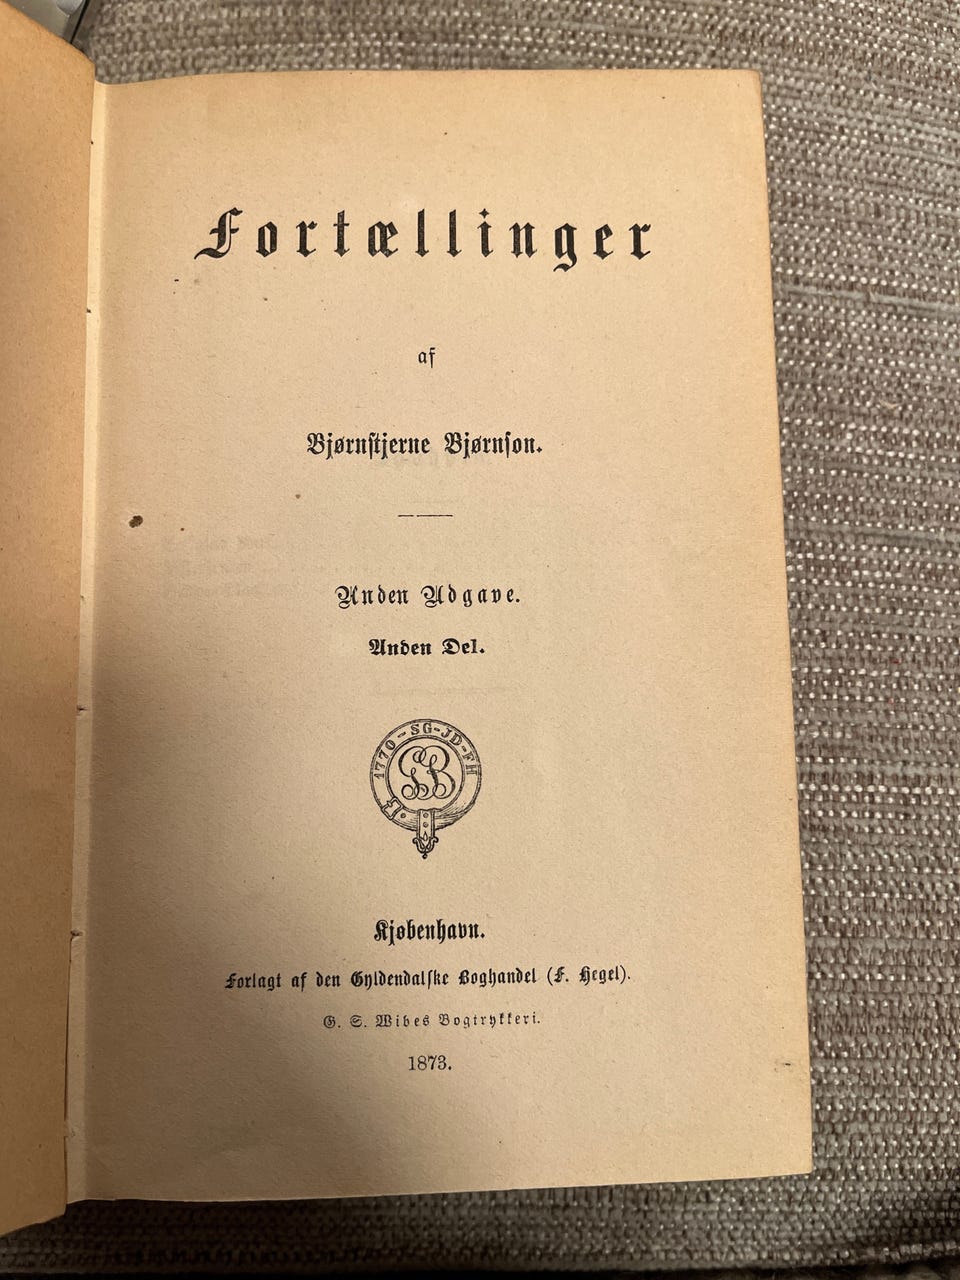 Fortællinger
af
Bjørnstjerne Bjørnson.
Anden Udgave.
Anden Del.
1770-SG-JD-FH
GB
Kjøbenhavn.
Forlagt af den Gyldendalske Boghandel (F. Hegel).
G. S. Wibes Bogtrykkeri.
1873.